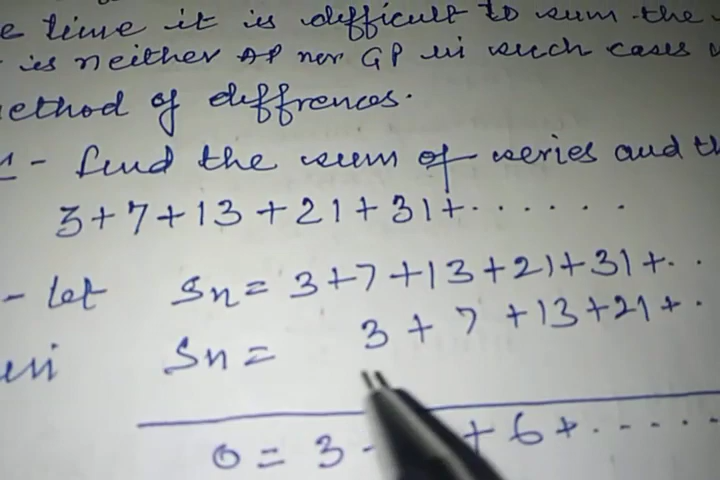 e time it is difficult to sum the
is neither AP nor GP in such cases
ethod of diffrences.
- find the sum of series and th
3+7+13+21+31+.......
- let Sn = 3+7+13+21+31+..
Sn = 3+7+13+21+.
0 = 3 + 6 + .....